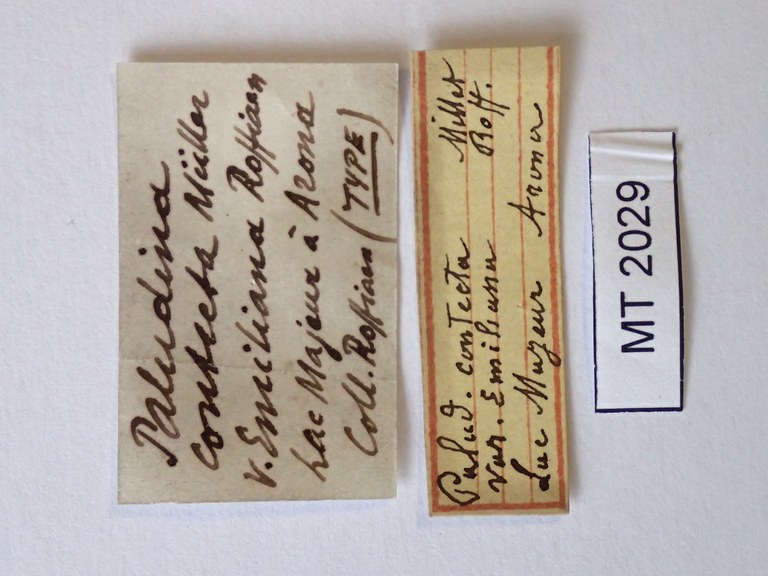 Paludina
contecta Müller
v. Emiliana Roffiaen
Lac Majeur à Arona
Coll. Roffiaen (TYPE)
Palud. contecta Millet
var. Emiliana Roff.
Lac Majeur Arona
MT 2029